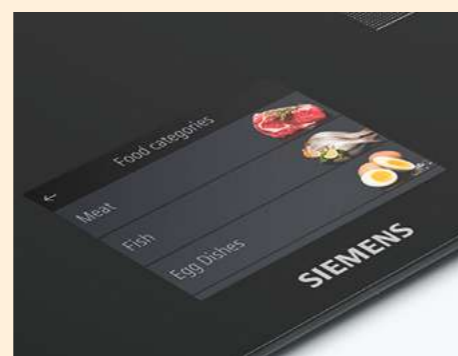 ←
Food categories
Meat
Fish
Egg Dishes
SIEMENS